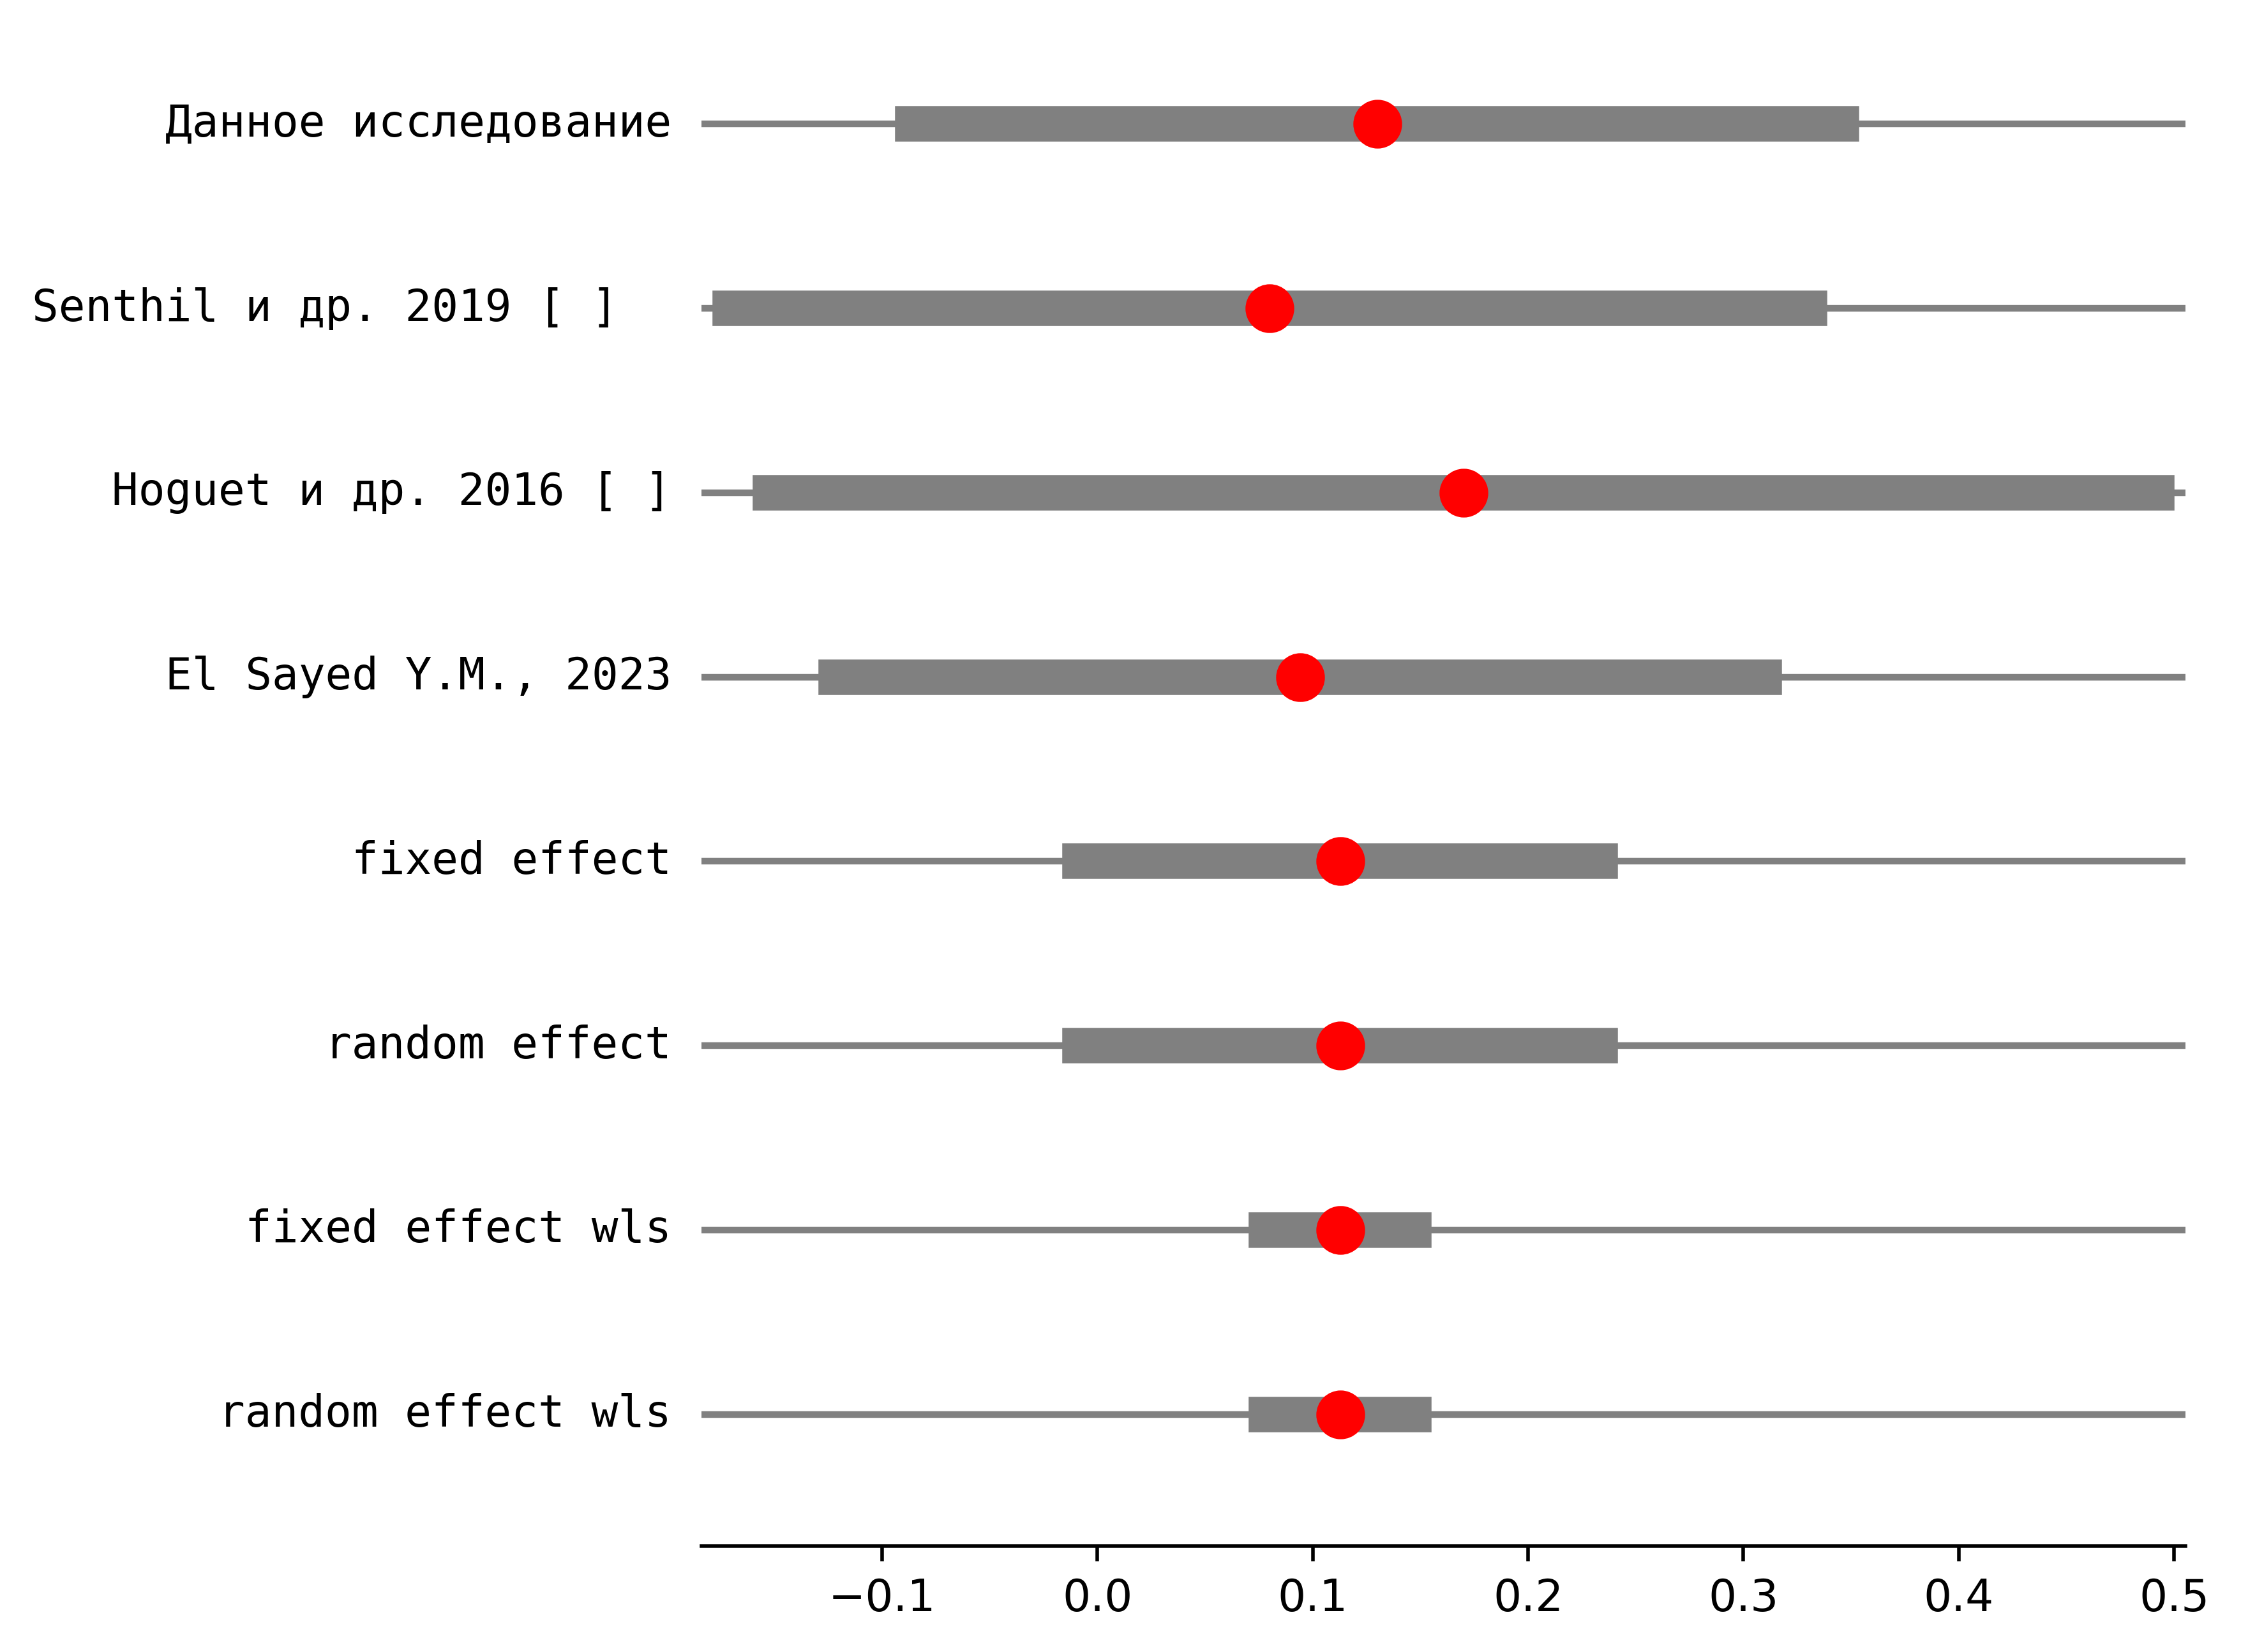 Данное исследование
Senthil и др. 2019 [ ]
Hoguet и др. 2016 [ ]
El Sayed Y.M., 2023
fixed effect
random effect
fixed effect wls
random effect wls
−0.1 0.0 0.1 0.2 0.3 0.4 0.5